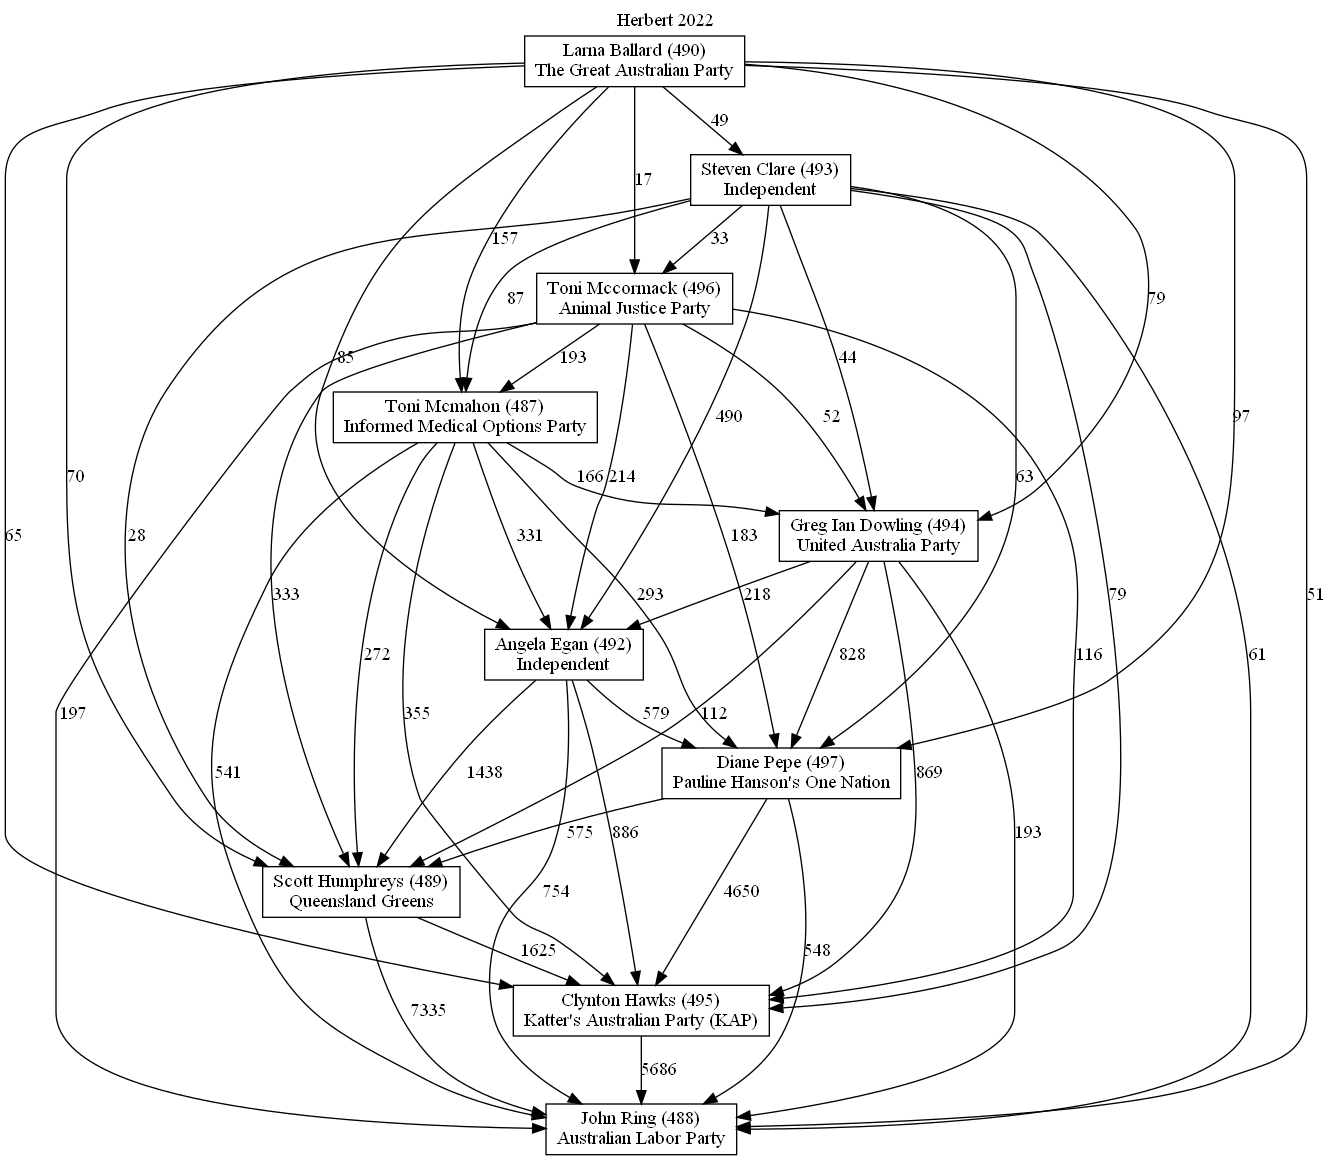 Herbert 2022
Larna Ballard (490)
The Great Australian Party
49
Steven Clare (493)
Independent
17
157
33
87
Toni Mccormack (496)
Animal Justice Party
79
85
193
44
Toni Mcmahon (487)
Informed Medical Options Party
490
52
97
70
166
214
63
65
28
331
183
Greg Ian Dowling (494)
United Australia Party
333
293
218
79
51
Angela Egan (492)
Independent
272
828
116
61
197
355
579
112
541
1438
Diane Pepe (497)
Pauline Hanson's One Nation
869
575
886
193
Scott Humphreys (489)
Queensland Greens
754
4650
1625
548
Clynton Hawks (495)
Katter's Australian Party (KAP)
7335
5686
John Ring (488)
Australian Labor Party